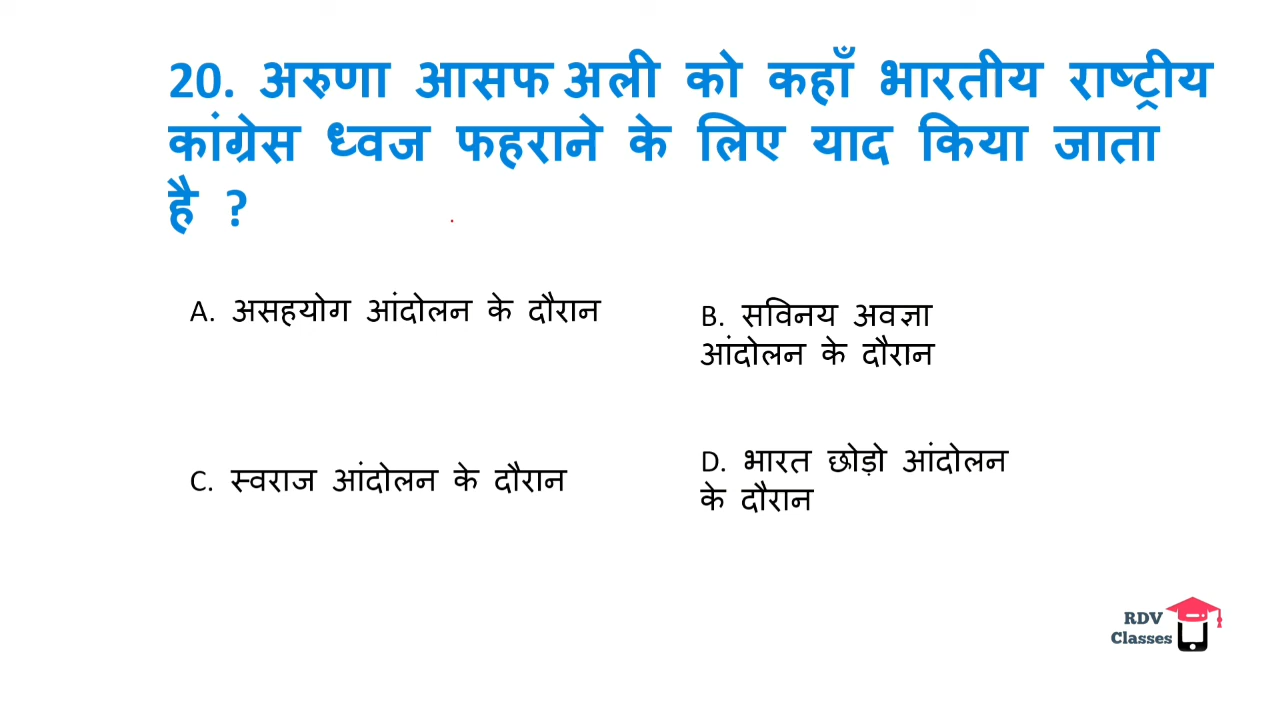 20. अरुणा आसफ अली को कहाँ भारतीय राष्ट्रीय
कांग्रेस ध्वज फहराने के लिए याद किया जाता
है ?
A. असहयोग आंदोलन के दौरान
B. सविनय अवज्ञा
आंदोलन के दौरान
C. स्वराज आंदोलन के दौरान
D. भारत छोड़ो आंदोलन
के दौरान
RDV
Classes